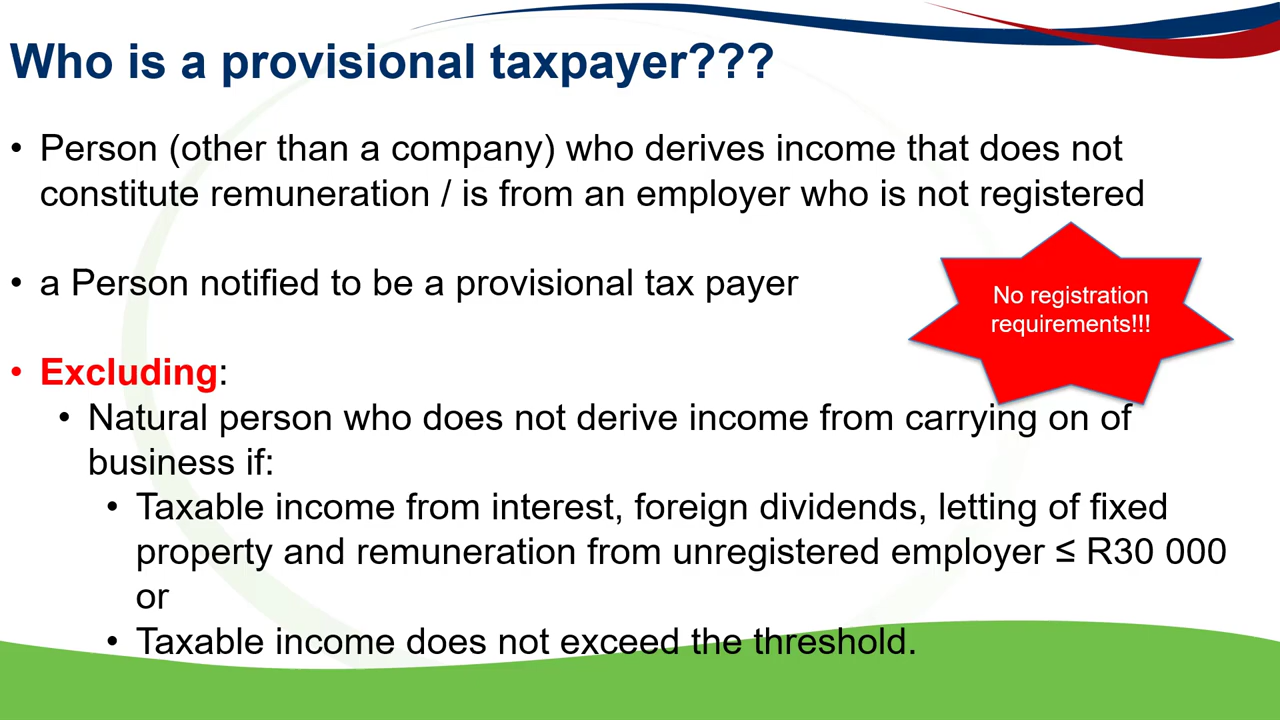 Who is a provisional taxpayer???
• Person (other than a company) who derives income that does not
constitute remuneration / is from an employer who is not registered
• a Person notified to be a provisional tax payer
No registration
requirements!!!
• Excluding:
• Natural person who does not derive income from carrying on of
business if:
• Taxable income from interest, foreign dividends, letting of fixed
property and remuneration from unregistered employer ≤ R30 000
or
• Taxable income does not exceed the threshold.